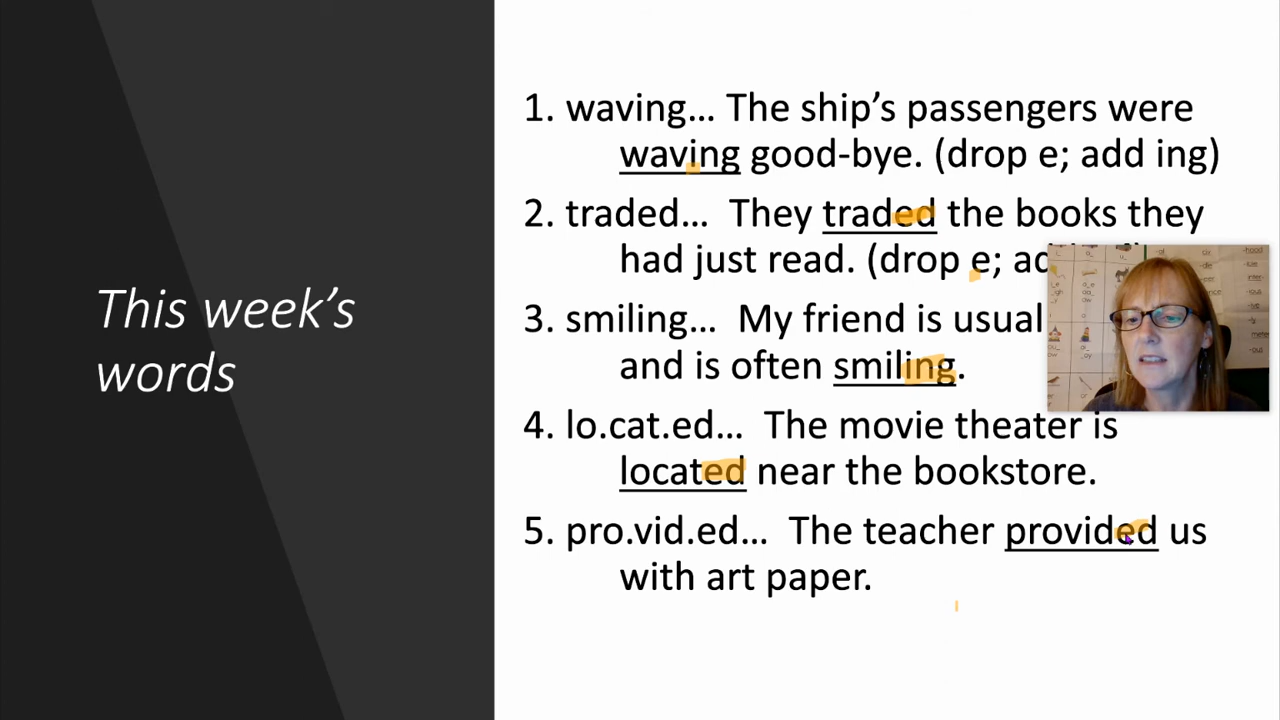 This week's
words
1. waving... The ship's passengers were
waving good-bye. (drop e; add ing)
2. traded... They traded the books they
had just read. (drop e;
3. smiling... My friend is
and is often smiling.
4. lo.cat.ed... The movie theater is
located near the bookstore.
5. pro.vid.ed... The teacher provided us
with art paper.